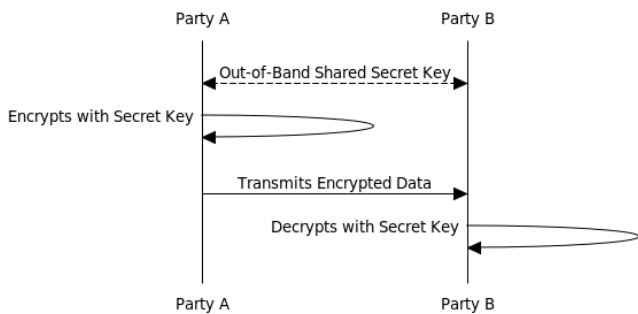 Party A
Party B
Out-of-Band Shared Secret Key
Encrypts with Secret Key
Transmits Encrypted Data
Decrypts with Secret Key
Party A
Party B